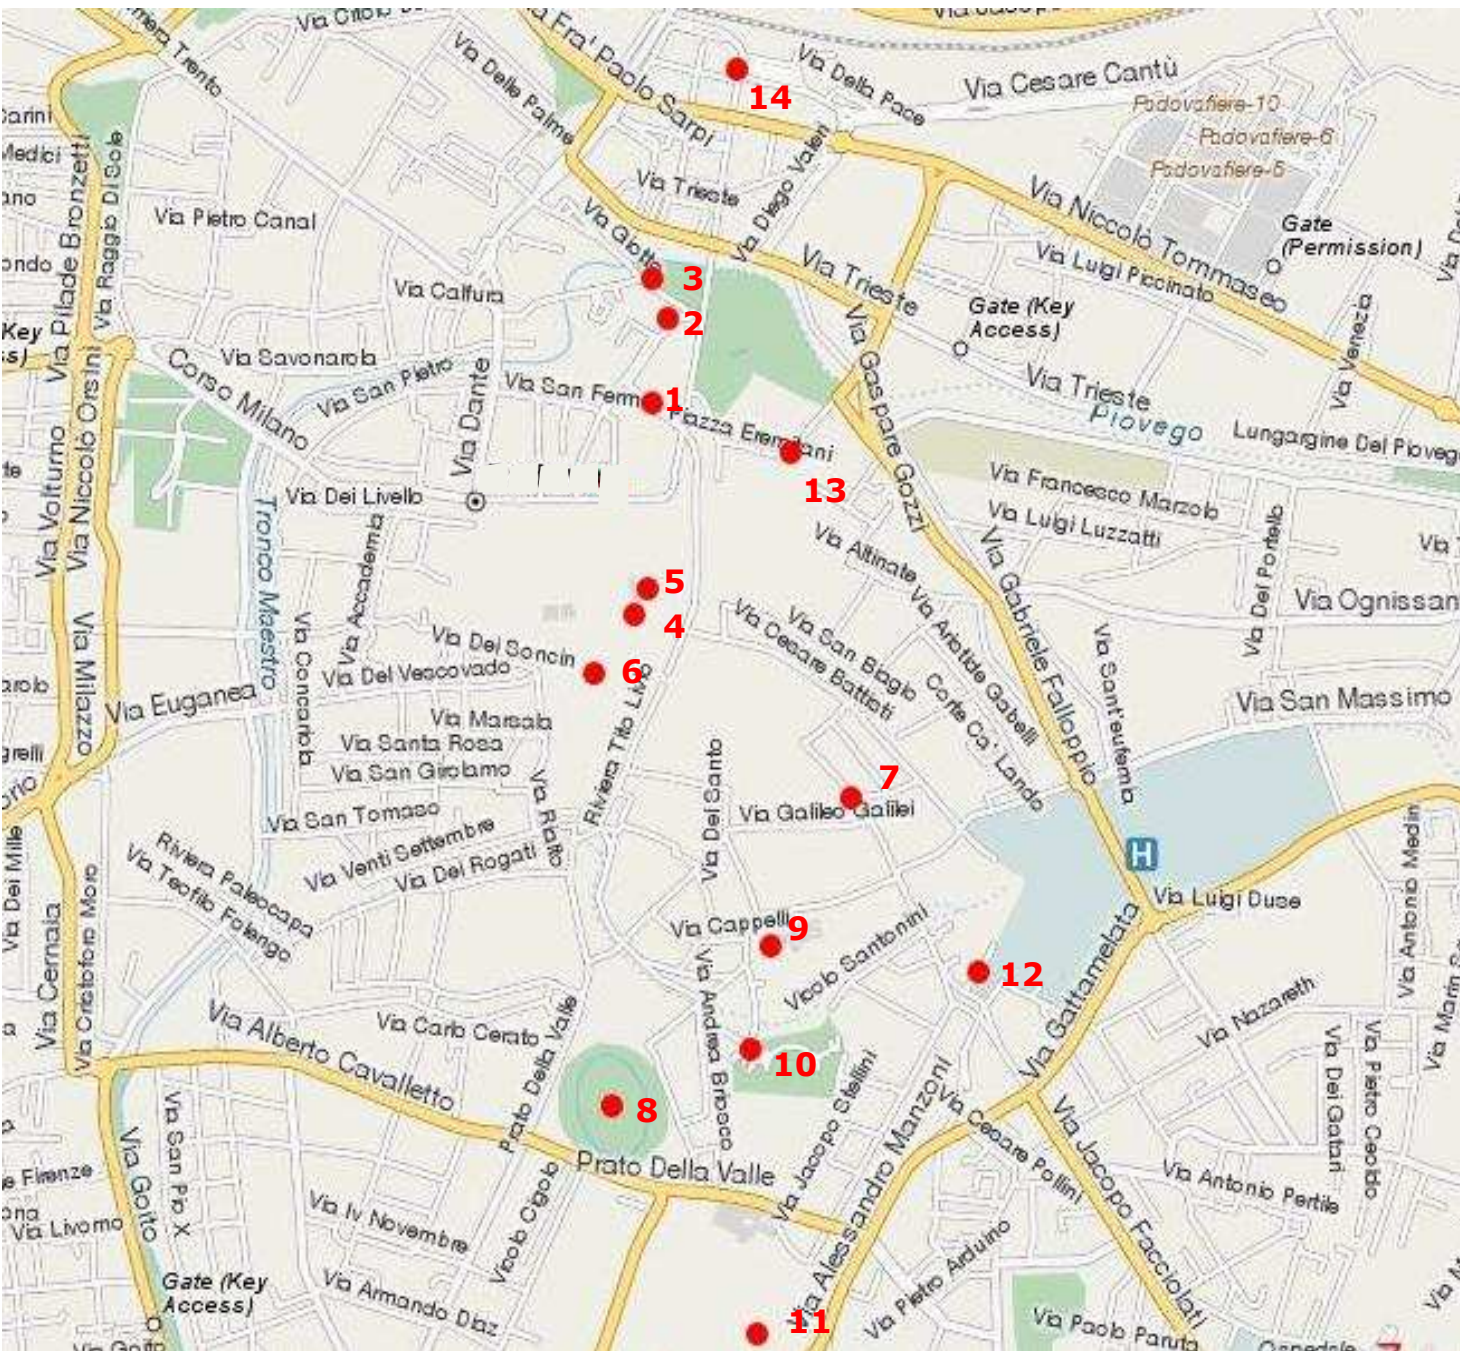 Via Cesare Cantù
Via Della Pace
Via Delle Palme
Fra' Paolo Sarpi
14
Padovafiere-10
Padovafiere-6
Padovafiere-5
Via Trieste
Via Diego Valeri
Via Niccolò Tommaseo
Via Pietro Canal
Via Pilade Bronzetti
Via Raggio Di Sole
Via Giotto
Gate
(Permission)
Via Luigi Piccinato
Via Trieste
3
Via Calfura
2
Gate (Key
Access)
Via Venezia
Via Savonarola
Via San Pietro
Corso Milano
Via Dante
Via San Ferm
1
Piazza Eremitani
Via Gaspare Gozzi
Via Trieste
Piovego
Lungargine Del Pioveg
13
Via Volturno
Via Niccolò Orsini
Via Dei Livello
Via Francesco Marzolo
Via Luigi Luzzatti
Tronco Maestro
Via Accademia
Via Altinate
Via Gabriele Falloppio
Via Del Portello
Via Ognissan
5
4
Via Milazzo
Via Concariola
Via Dei Soncin
6
Via Cesare Battisti
Via San Biagio
Via Aristide Gabelli
Via Sant'eufemia
Via Del Vescovado
Via Euganea
Riviera Tito Livio
Corte Ca' Lando
Via San Massimo
Via Marsala
Via Santa Rosa
Via San Girolamo
Via Rialto
Via Del Santo
7
Via Galileo Galilei
Via San Tomaso
Via Venti Settembre
Via Dei Rogati
Riviera Paleocapa
Via Teofilo Folengo
H
Via Luigi Duse
Via Antonio Medin
Via Dei Mille
Via Cernaia
Via Cristoforo Moro
Via Cappelli
9
Vicolo Santonini
12
Via Gattamelata
Via Nazareth
Via Alberto Cavalletto
Via Carlo Cerato
Prato Della Valle
Via Andrea Briosco
10
8
Via Jacopo Stellini
Via Alessandro Manzoni
Via Cesare Pollini
Via Jacopo Facciolati
Via Dei Gatari
Via Pietro Ceoldo
Via Antonio Pertile
Prato Della Valle
Via San Pio X
Via Goito
Firenze
Via Livorno
Via Iv Novembre
Vicolo Cigolo
Via Armando Diaz
Gate (Key
Access)
Via Pietro Arduino
11
Via Paolo Paruta